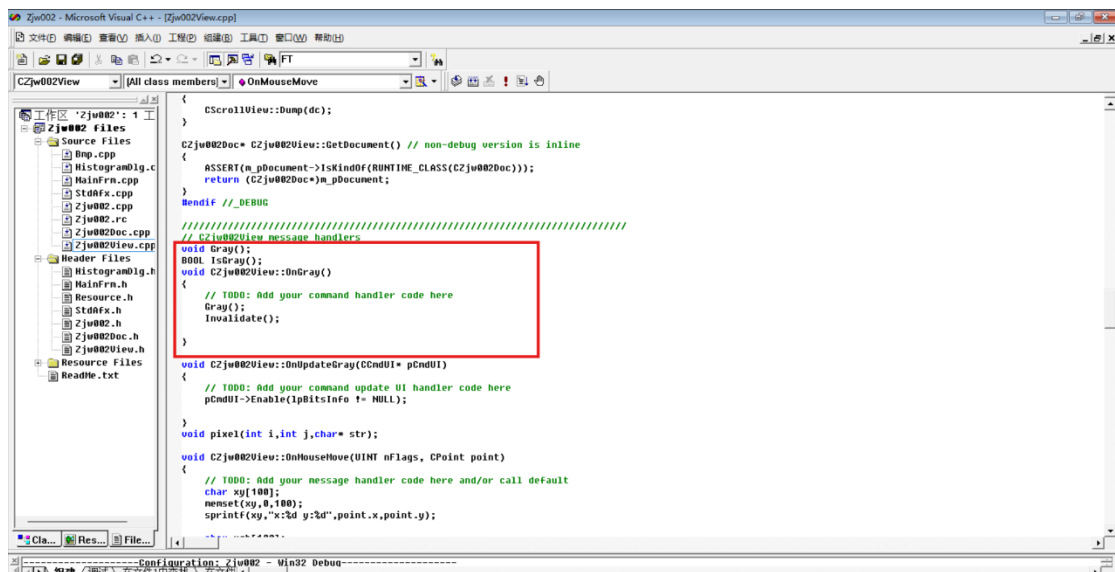 Zjw002 - Microsoft Visual C++ - [Zjw002View.cpp]
文件(F) 编辑(E) 查看(V) 插入(I) 工程(P) 组建(B) 工具(T) 窗口(W) 帮助(H)
FT
CZjw002View [All class members] OnMouseMove
工作区 'Zjw002': 1 工
Zjw002 files
Source Files
Bmp.cpp
HistogramDlg.c
MainFrm.cpp
StdAfx.cpp
Zjw002.cpp
Zjw002.rc
Zjw002Doc.cpp
Zjw002View.cpp
Header Files
HistogramDlg.h
MainFrm.h
Resource.h
StdAfx.h
Zjw002.h
Zjw002Doc.h
Zjw002View.h
Resource Files
ReadMe.txt
Cla... Res... File...
{
CScrollView::Dump(dc);
}
CZjw002Doc* CZjw002View::GetDocument() // non-debug version is inline
{
ASSERT(m_pDocument->IsKindOf(RUNTIME_CLASS(CZjw002Doc)));
return (CZjw002Doc*)m_pDocument;
}
#endif //_DEBUG
/////////////////////////////////////////////////////////////////////////////
// CZjw002View message handlers
void Gray();
BOOL IsGray();
void CZjw002View::OnGray()
{
// TODO: Add your command handler code here
Gray();
Invalidate();
}
void CZjw002View::OnUpdateGray(CCmdUI* pCmdUI)
{
// TODO: Add your command update UI handler code here
pCmdUI->Enable(lpBitsInfo != NULL);
}
void pixel(int i,int j,char* str);
void CZjw002View::OnMouseMove(UINT nFlags, CPoint point)
{
// TODO: Add your message handler code here and/or call default
char xy[100];
memset(xy,0,100);
sprintf(xy,"x:%d y:%d",point.x,point.y);
--------------------Configuration: Zjw002 - Win32 Debug--------------------